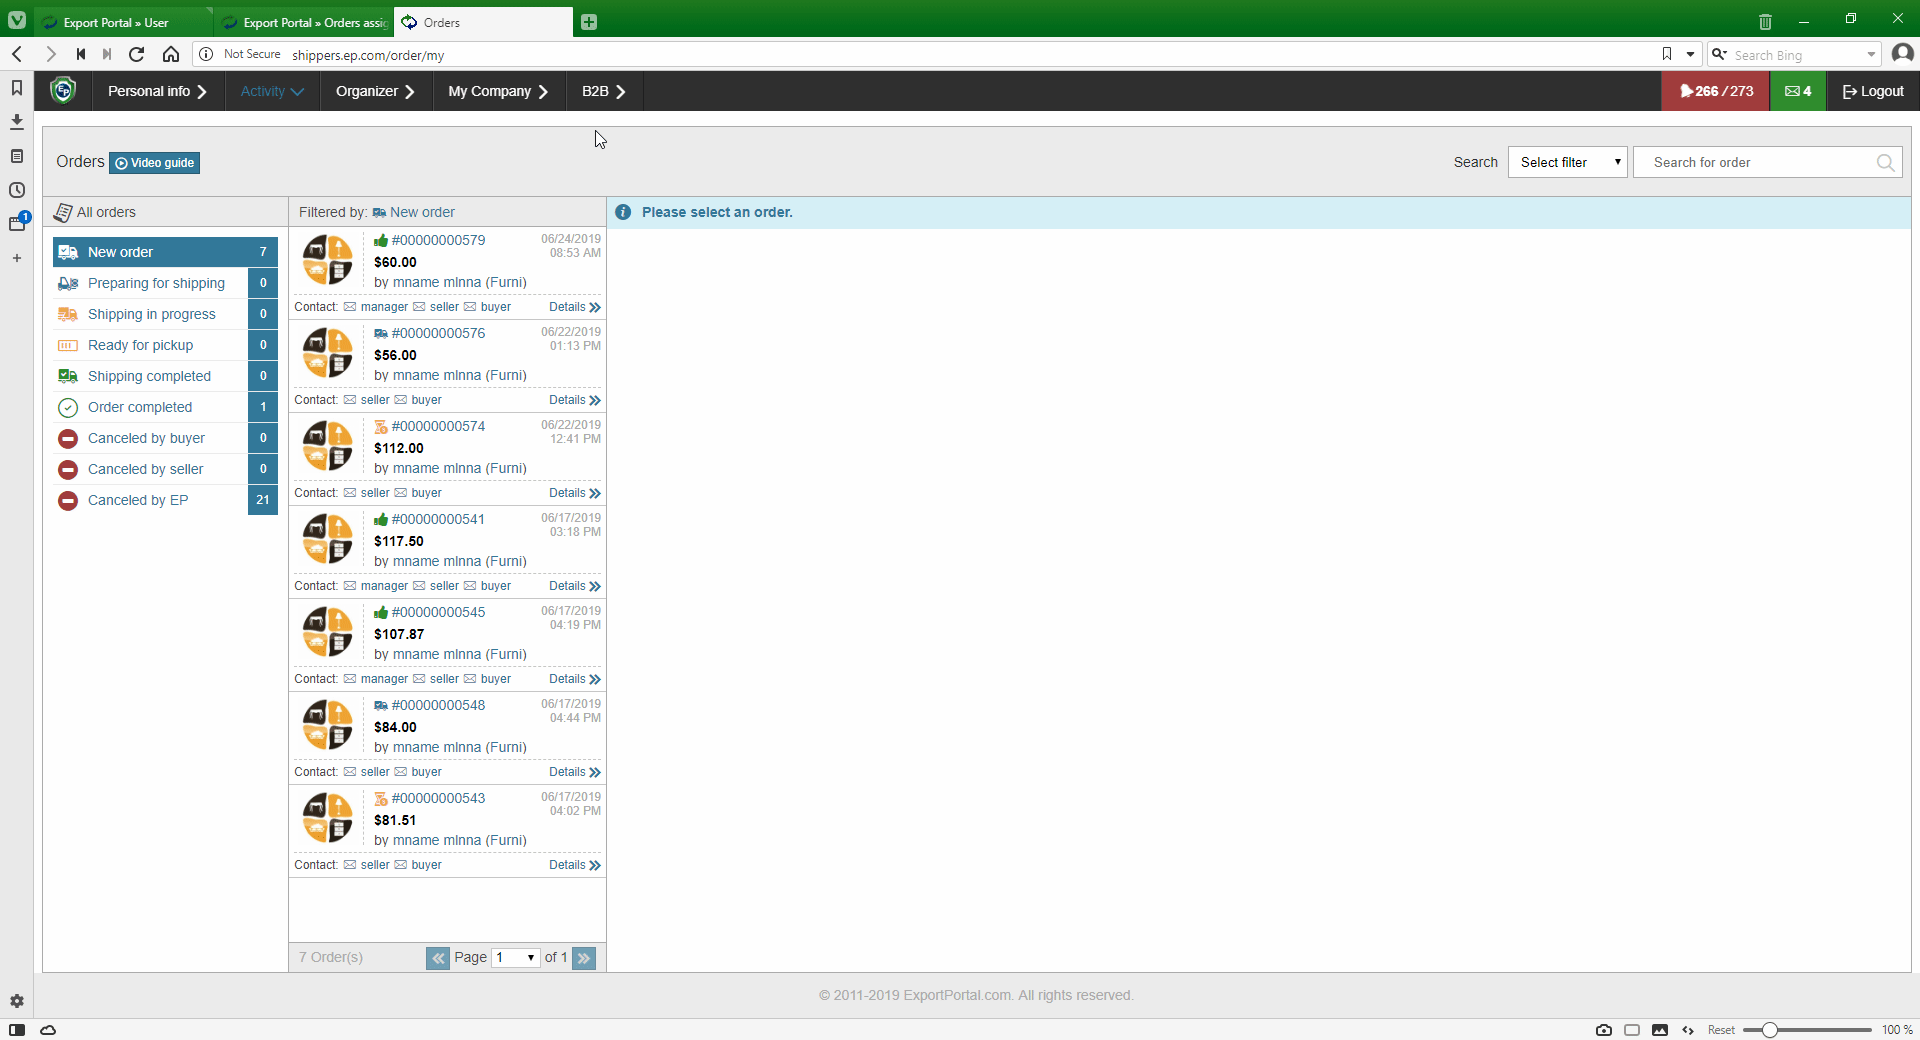 Export Portal » User
Export Portal » Orders assig
Orders
Not Secure shippers.ep.com/order/my
Search Bing
EP
Personal info
Activity
Organizer
My Company
B2B
266 / 273
4
Logout
Orders
Video guide
Search
Select filter
Search for order
1
All orders
Filtered by: New order
Please select an order.
New order 7
Preparing for shipping 0
Shipping in progress 0
Ready for pickup 0
Shipping completed 0
Order completed 1
Canceled by buyer 0
Canceled by seller 0
Canceled by EP 21
#00000000579 06/24/2019
08:53 AM
$60.00
by mname mlnna (Furni)
Contact: manager seller buyer Details
#00000000576 06/22/2019
01:13 PM
$56.00
by mname mlnna (Furni)
Contact: seller buyer Details
#00000000574 06/22/2019
12:41 PM
$112.00
by mname mlnna (Furni)
Contact: seller buyer Details
#00000000541 06/17/2019
03:18 PM
$117.50
by mname mlnna (Furni)
Contact: manager seller buyer Details
#00000000545 06/17/2019
04:19 PM
$107.87
by mname mlnna (Furni)
Contact: manager seller buyer Details
#00000000548 06/17/2019
04:44 PM
$84.00
by mname mlnna (Furni)
Contact: seller buyer Details
#00000000543 06/17/2019
04:02 PM
$81.51
by mname mlnna (Furni)
Contact: seller buyer Details
7 Order(s) Page 1 of 1
© 2011-2019 ExportPortal.com. All rights reserved.
Reset 100 %